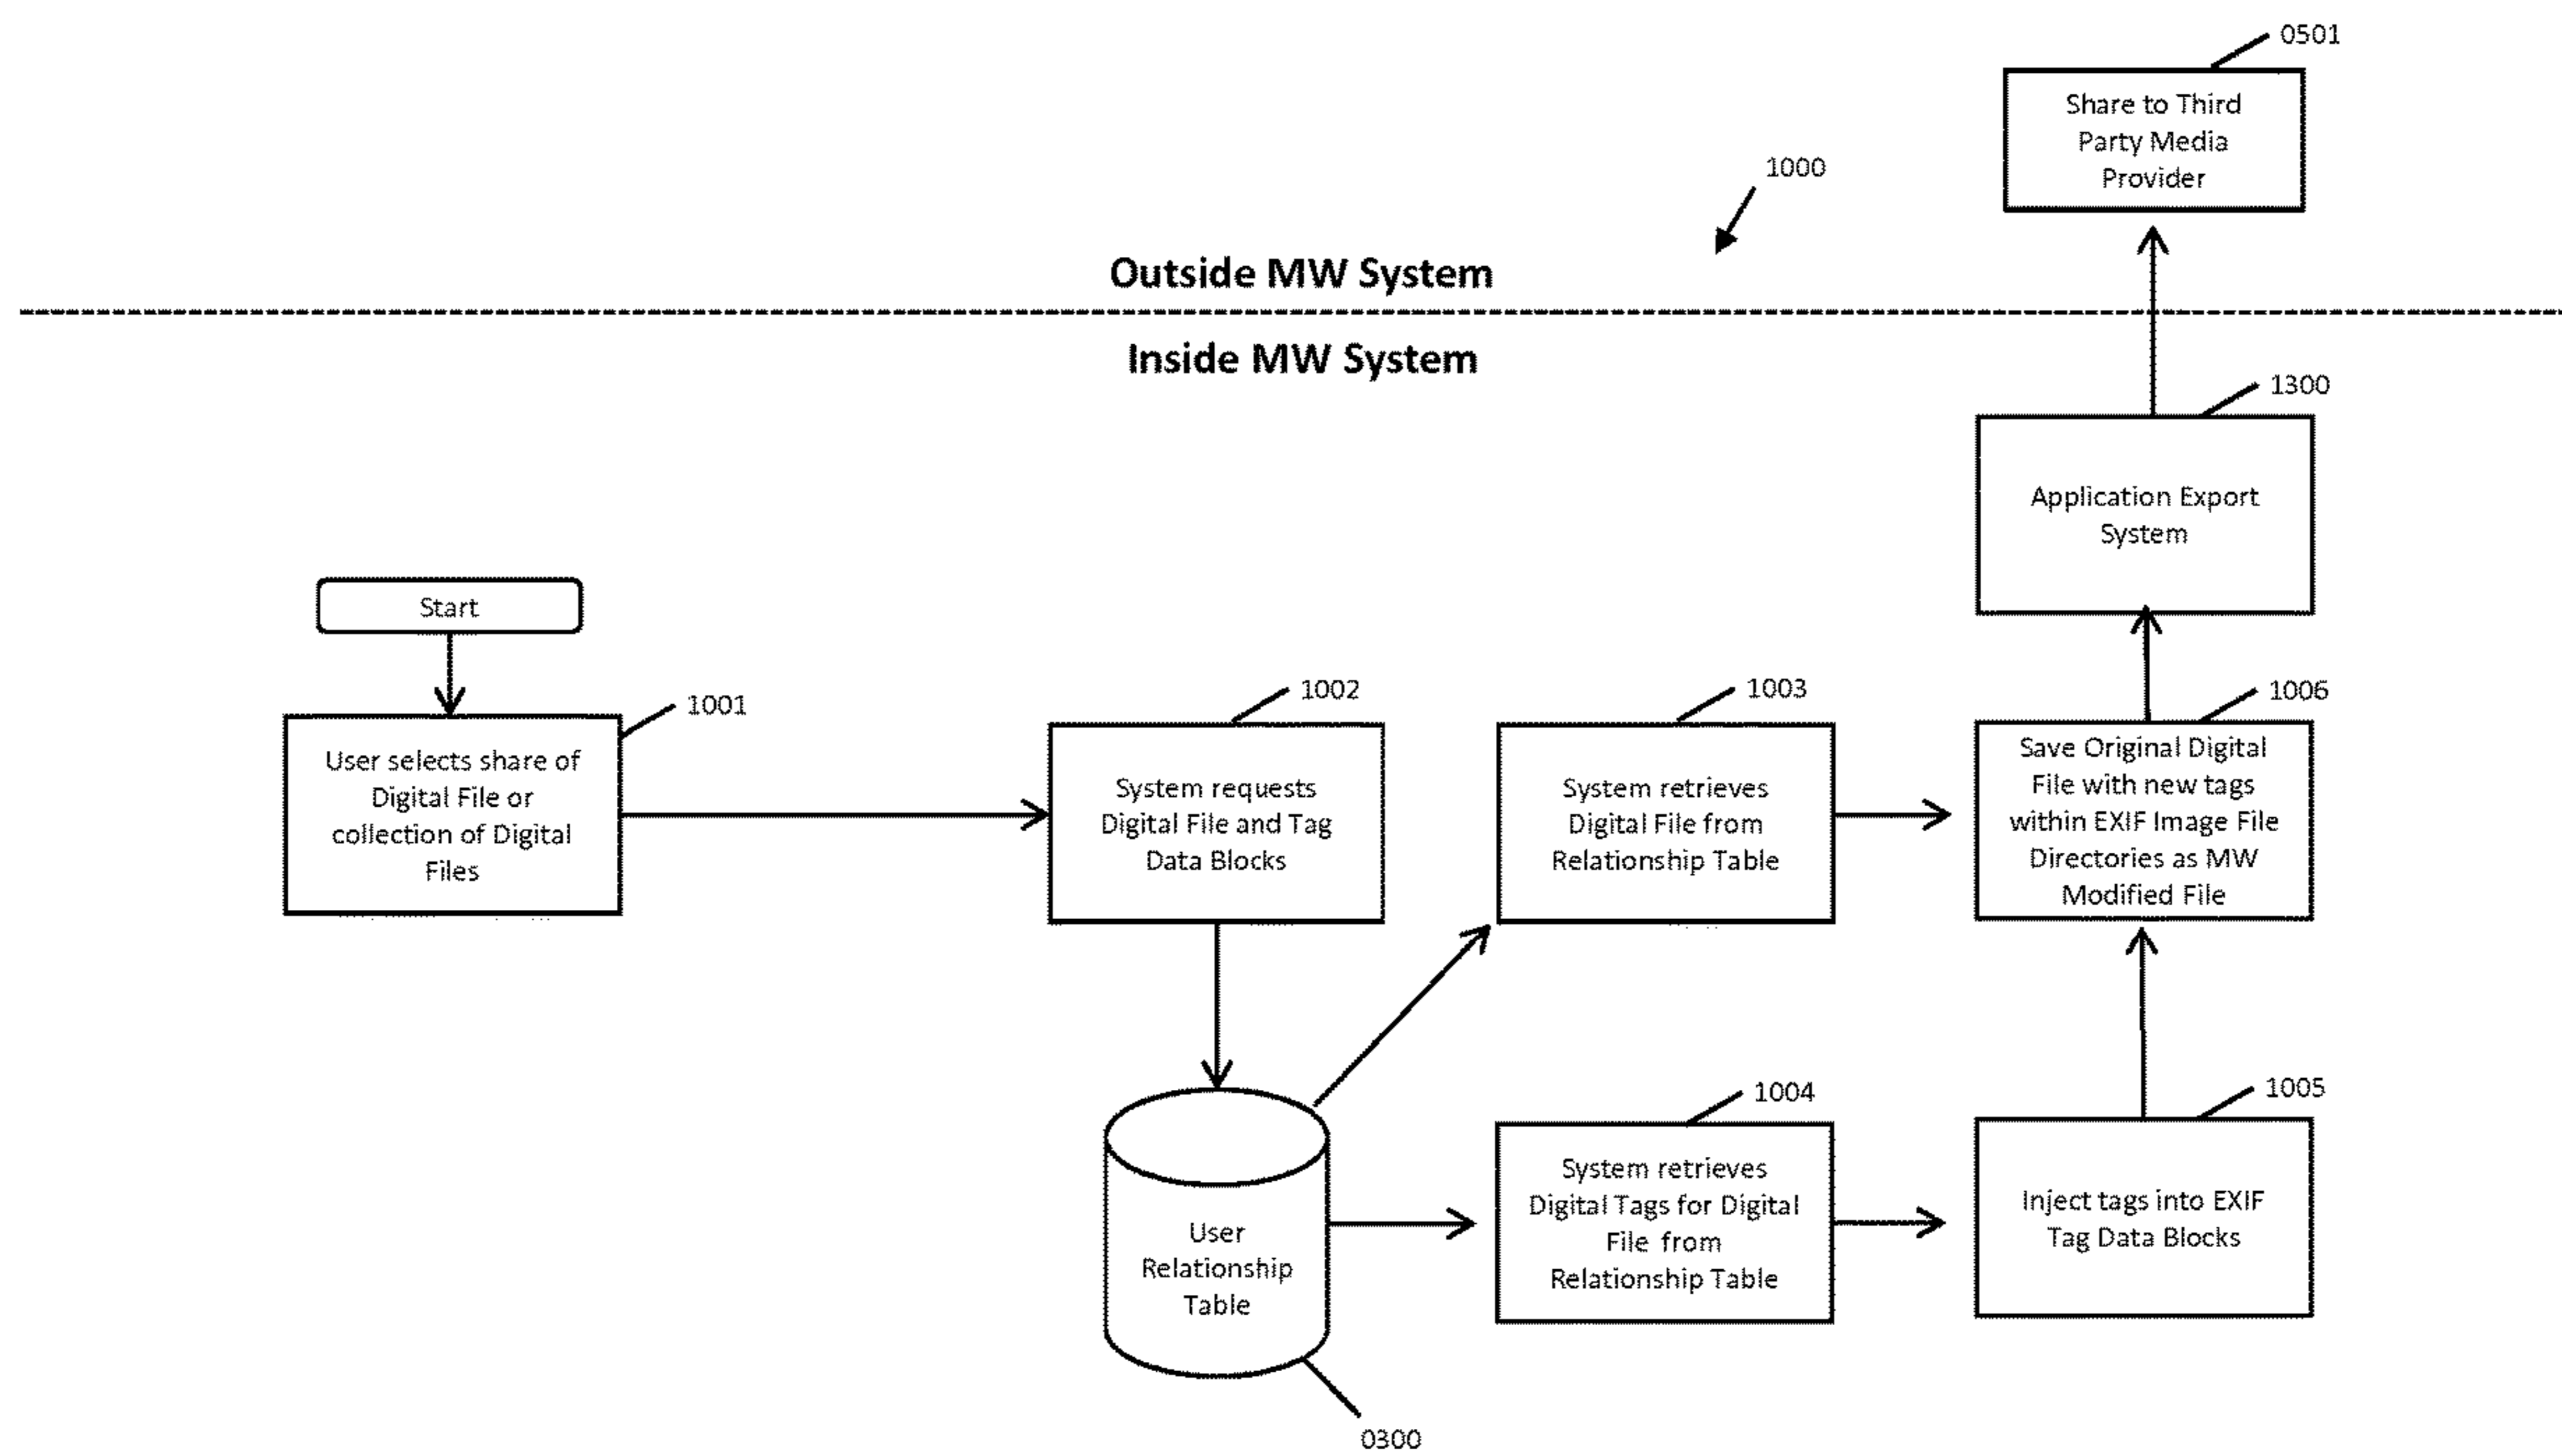 0501
Share to Third
Party Media
Provider
1000
Outside MW System
Inside MW System
1300
Application Export
System
Start
1001
User selects share of
Digital File or
collection of Digital
Files
1002
System requests
Digital File and Tag
Data Blocks
1003
System retrieves
Digital File from
Relationship Table
1006
Save Original Digital
File with new tags
within EXIF Image File
Directories as MW
Modified File
User
Relationship
Table
0300
1004
System retrieves
Digital Tags for Digital
File from
Relationship Table
1005
Inject tags into EXIF
Tag Data Blocks